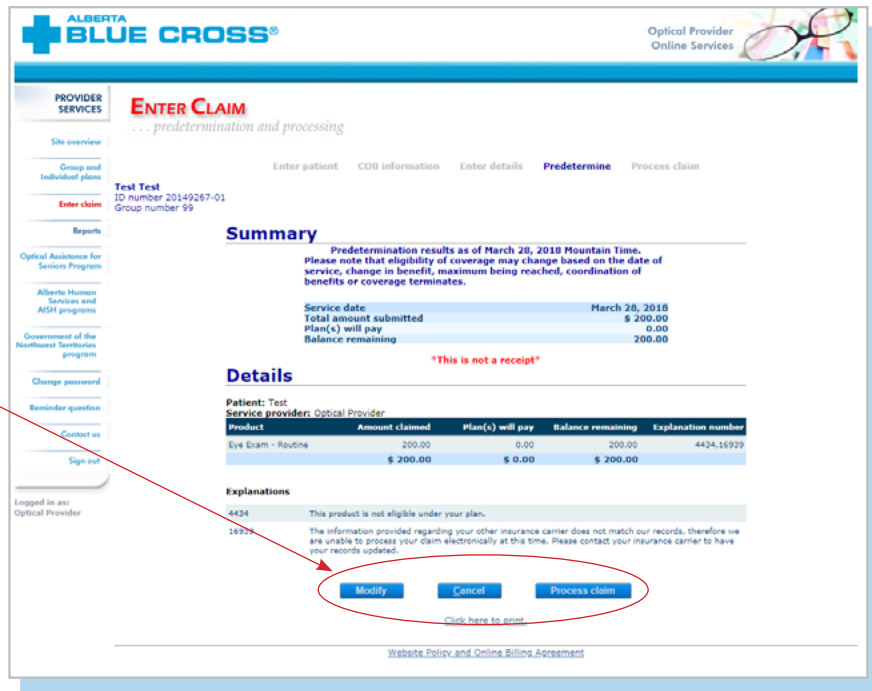 ALBERTA
BLUE CROSS®
Optical Provider
Online Services
PROVIDER
SERVICES
Site overview
Group and
Individual plans
Enter claim
Reports
Optical Assistance for
Seniors Program
Alberta Human
Services and
AISH programs
Government of the
Northwest Territories
program
Change password
Reminder question
Contact us
Sign out
Logged in as:
Optical Provider
ENTER CLAIM
. . . predetermination and processing
Enter patient COB information Enter details Predetermine Process claim
Test Test
ID number 20149267-01
Group number 99
Summary
Predetermination results as of March 28, 2018 Mountain Time.
Please note that eligibility of coverage may change based on the date of
service, change in benefit, maximum being reached, coordination of
benefits or coverage terminates.
Service date March 28, 2018
Total amount submitted $ 200.00
Plan(s) will pay 0.00
Balance remaining 200.00
*This is not a receipt*
Details
Patient: Test
Service provider: Optical Provider
Product Amount claimed Plan(s) will pay Balance remaining Explanation number
Eye Exam - Routine 200.00 0.00 200.00 4434,16929
$ 200.00 $ 0.00 $ 200.00
Explanations
4434 This product is not eligible under your plan.
16929 The information provided regarding your other insurance carrier does not match our records, therefore we
are unable to process your claim electronically at this time. Please contact your insurance carrier to have
your records updated.
Modify Cancel Process claim
Click here to print.
Website Policy and Online Billing Agreement